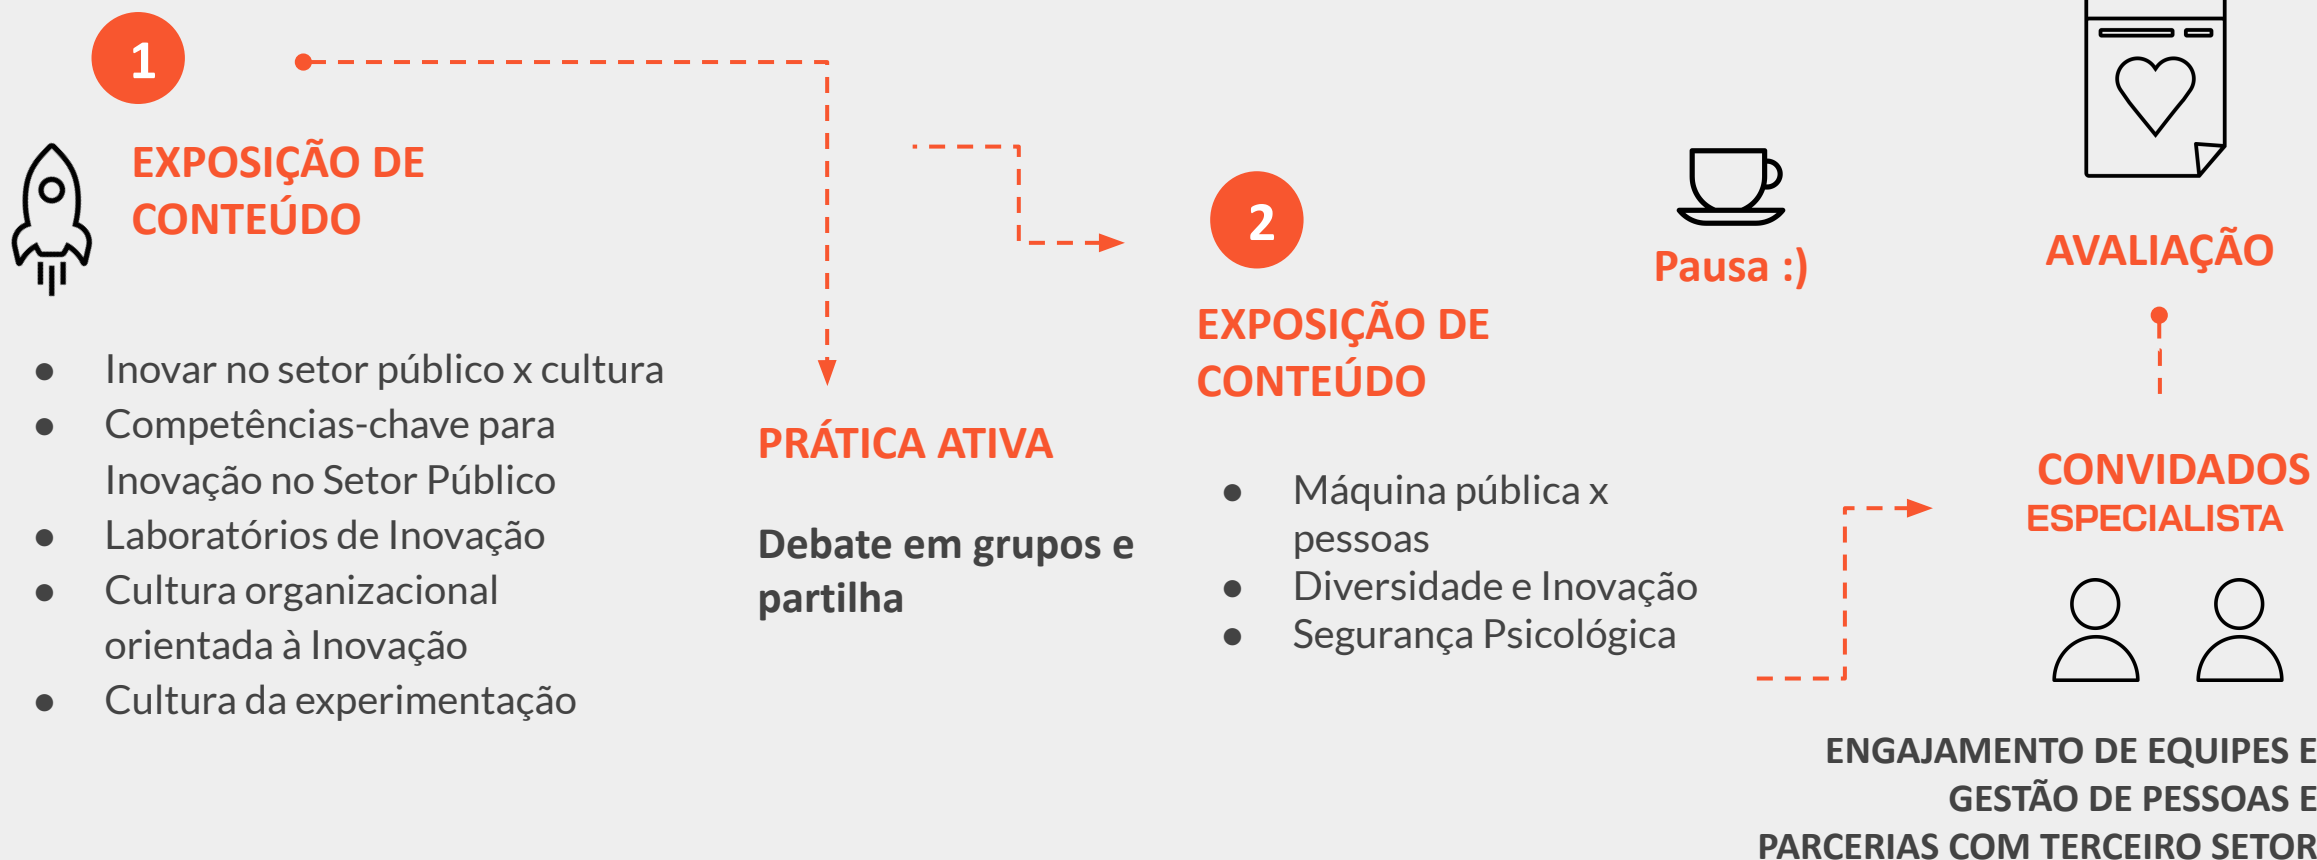 1
EXPOSIÇÃO DE
CONTEÚDO
● Inovar no setor público x cultura
● Competências-chave para
Inovação no Setor Público
● Laboratórios de Inovação
● Cultura organizacional
orientada à Inovação
● Cultura da experimentação
PRÁTICA ATIVA
Debate em grupos e
partilha
2
EXPOSIÇÃO DE
CONTEÚDO
● Máquina pública x
pessoas
● Diversidade e Inovação
● Segurança Psicológica
Pausa :)
AVALIAÇÃO
CONVIDADOS
ESPECIALISTA
ENGAJAMENTO DE EQUIPES E
GESTÃO DE PESSOAS E
PARCERIAS COM TERCEIRO SETOR